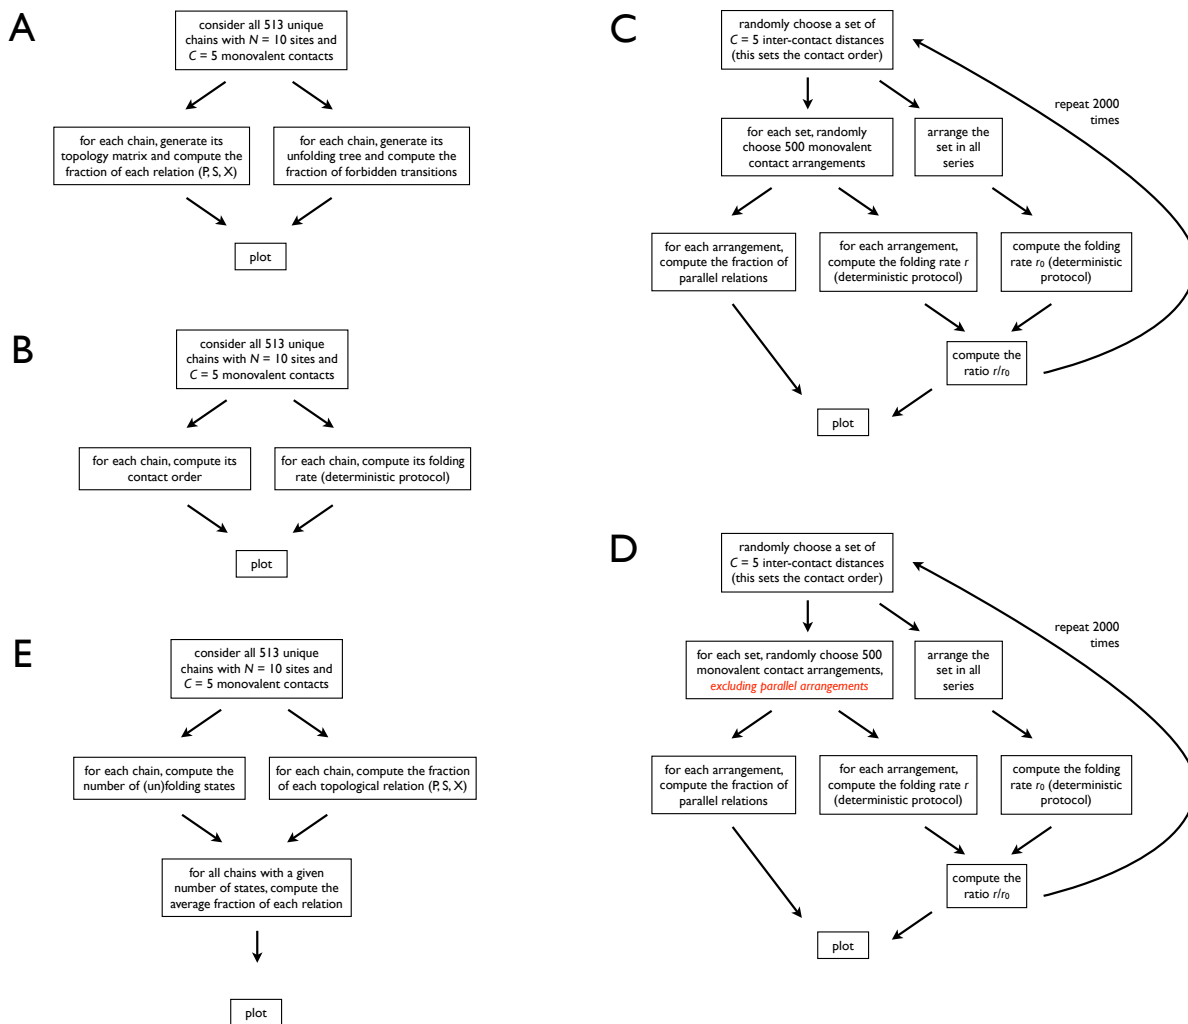 A
consider all 513 unique
chains with N = 10 sites and
C = 5 monovalent contacts
for each chain, generate its
topology matrix and compute the
fraction of each relation (P, S, X)
for each chain, generate its
unfolding tree and compute the
fraction of forbidden transitions
plot
B
consider all 513 unique
chains with N = 10 sites and
C = 5 monovalent contacts
for each chain, compute its
contact order
for each chain, compute its folding
rate (deterministic protocol)
plot
E
consider all 513 unique
chains with N = 10 sites and
C = 5 monovalent contacts
for each chain, compute the
number of (un)folding states
for each chain, compute the fraction
of each topological relation (P, S, X)
for all chains with a given
number of states, compute the
average fraction of each relation
plot
C
randomly choose a set of
C = 5 inter-contact distances
(this sets the contact order)
repeat 2000
times
for each set, randomly
choose 500 monovalent
contact arrangements
arrange the
set in all
series
for each arrangement,
compute the fraction of
parallel relations
for each arrangement,
compute the folding rate r
(deterministic protocol)
compute the folding
rate r₀ (deterministic
protocol)
compute the
ratio r/r₀
plot
D
randomly choose a set of
C = 5 inter-contact distances
(this sets the contact order)
repeat 2000
times
for each set, randomly choose 500
monovalent contact arrangements,
excluding parallel arrangements
arrange the
set in all
series
for each arrangement,
compute the fraction of
parallel relations
for each arrangement,
compute the folding rate r
(deterministic protocol)
compute the folding
rate r₀ (deterministic
protocol)
compute the
ratio r/r₀
plot